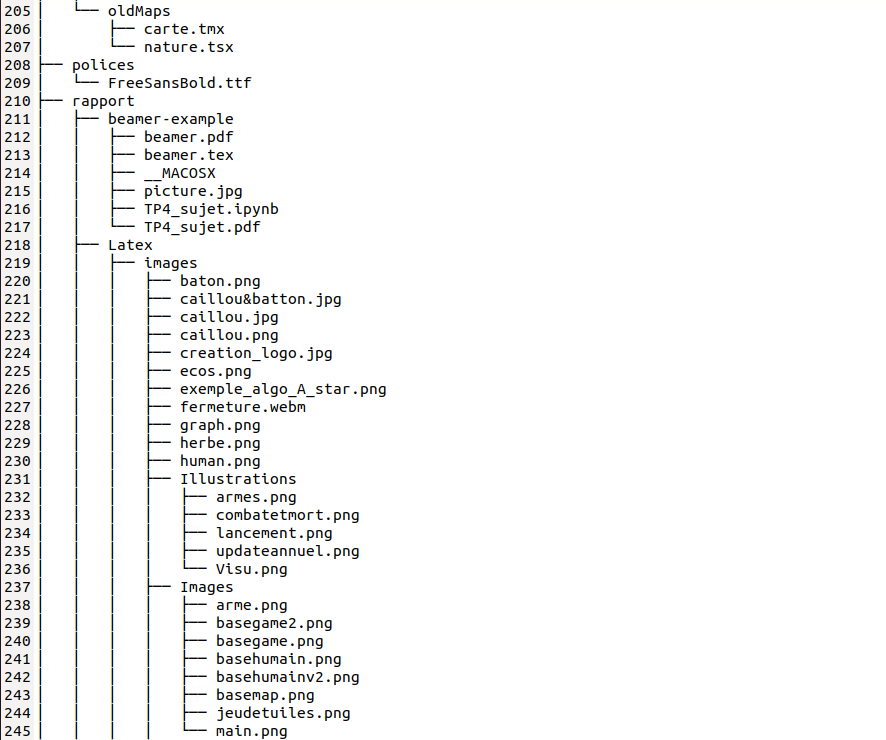 205 │   └── oldMaps
206 │       ├── carte.tmx
207 │       └── nature.tsx
208 ├── polices
209 │   └── FreeSansBold.ttf
210 ├── rapport
211 │   ├── beamer-example
212 │   │   ├── beamer.pdf
213 │   │   ├── beamer.tex
214 │   │   ├── __MACOSX
215 │   │   ├── picture.jpg
216 │   │   ├── TP4_sujet.ipynb
217 │   │   └── TP4_sujet.pdf
218 │   ├── Latex
219 │   │   ├── images
220 │   │   │   ├── baton.png
221 │   │   │   ├── caillou&batton.jpg
222 │   │   │   ├── caillou.jpg
223 │   │   │   ├── caillou.png
224 │   │   │   ├── creation_logo.jpg
225 │   │   │   ├── ecos.png
226 │   │   │   ├── exemple_algo_A_star.png
227 │   │   │   ├── fermeture.webm
228 │   │   │   ├── graph.png
229 │   │   │   ├── herbe.png
230 │   │   │   ├── human.png
231 │   │   │   ├── Illustrations
232 │   │   │   │   ├── armes.png
233 │   │   │   │   ├── combatetmort.png
234 │   │   │   │   ├── lancement.png
235 │   │   │   │   ├── updateannuel.png
236 │   │   │   │   └── Visu.png
237 │   │   │   ├── Images
238 │   │   │   │   ├── arme.png
239 │   │   │   │   ├── basegame2.png
240 │   │   │   │   ├── basegame.png
241 │   │   │   │   ├── basehumain.png
242 │   │   │   │   ├── basehumainv2.png
243 │   │   │   │   ├── basemap.png
244 │   │   │   │   ├── jeudetuiles.png
245 │   │   │   │   └── main.png